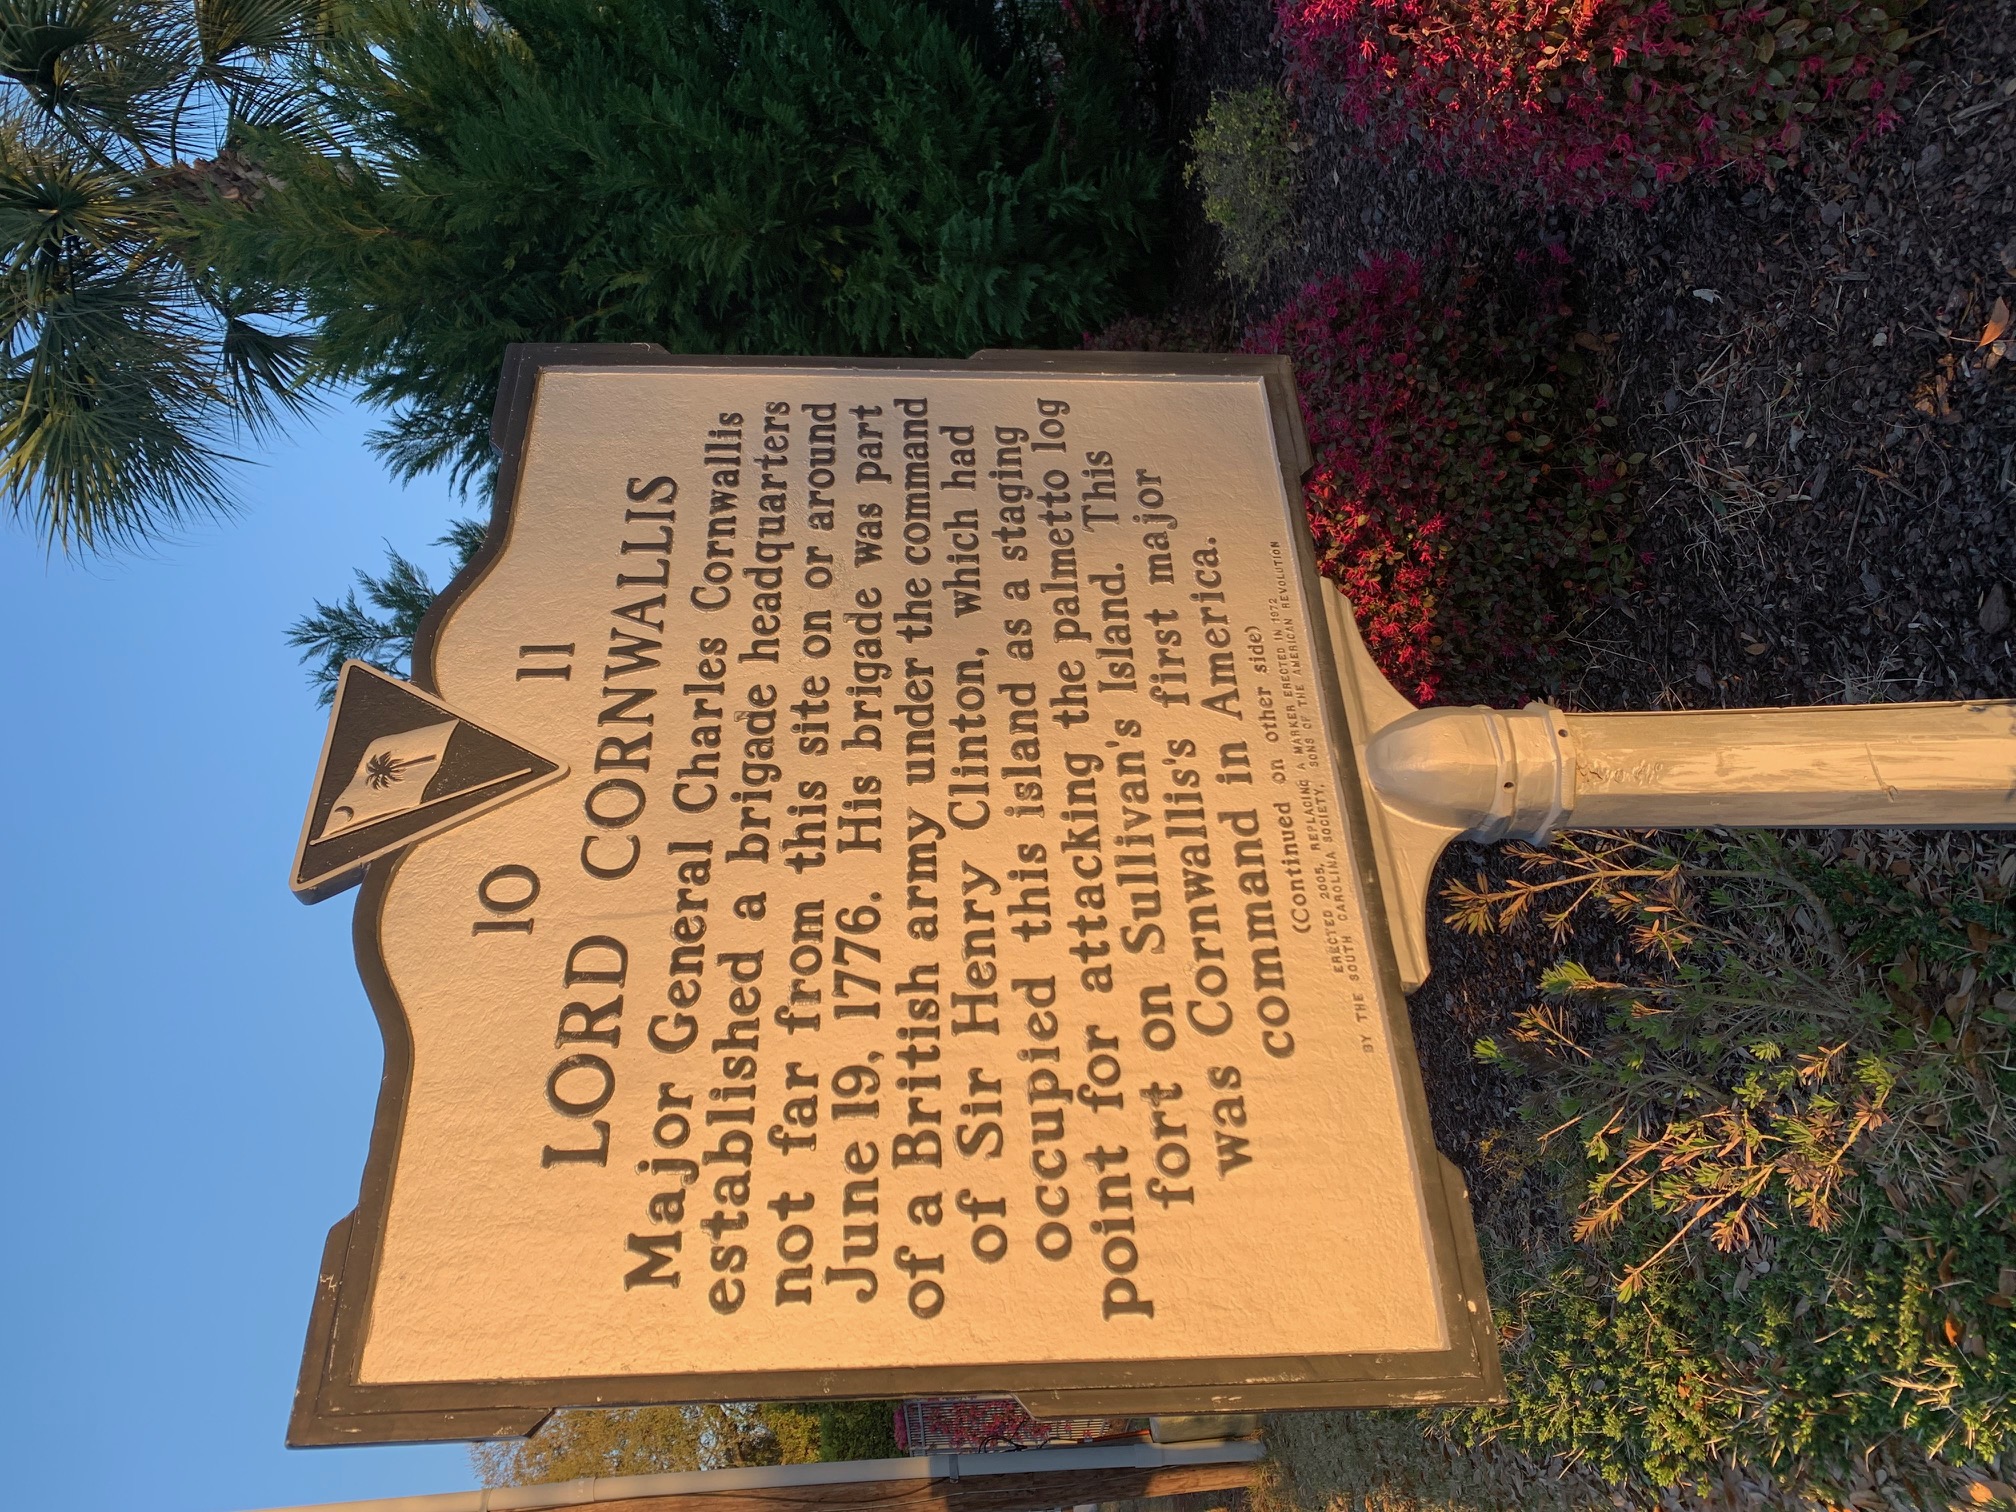 10 11
LORD CORNWALLIS
Major General Charles Cornwallis
established a brigade headquarters
not far from this site on or around
June 19, 1776. His brigade was part
of a British army under the command
of Sir Henry Clinton, which had
occupied this island as a staging
point for attacking the palmetto log
fort on Sullivan's Island. This
was Cornwallis's first major
command in America.
(Continued on other side)
ERECTED 2005, REPLACING A MARKER ERECTED IN 1972
BY THE SOUTH CAROLINA SOCIETY, SONS OF THE AMERICAN REVOLUTION